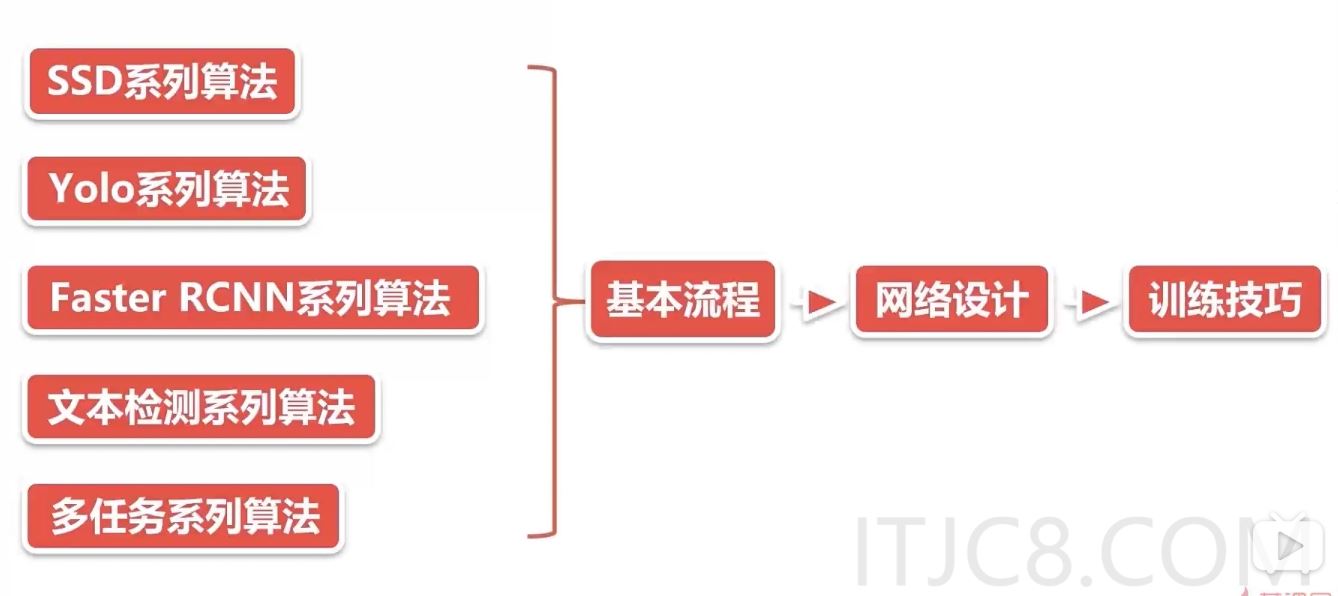 SSD系列算法
Yolo系列算法
Faster RCNN系列算法
文本检测系列算法
多任务系列算法
基本流程
网络设计
训练技巧
ITJC8.COM